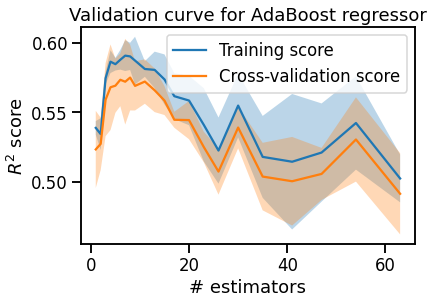 Validation curve for AdaBoost regressor
Training score
Cross-validation score
R² score
0.60
0.55
0.50
0
20
40
60
# estimators